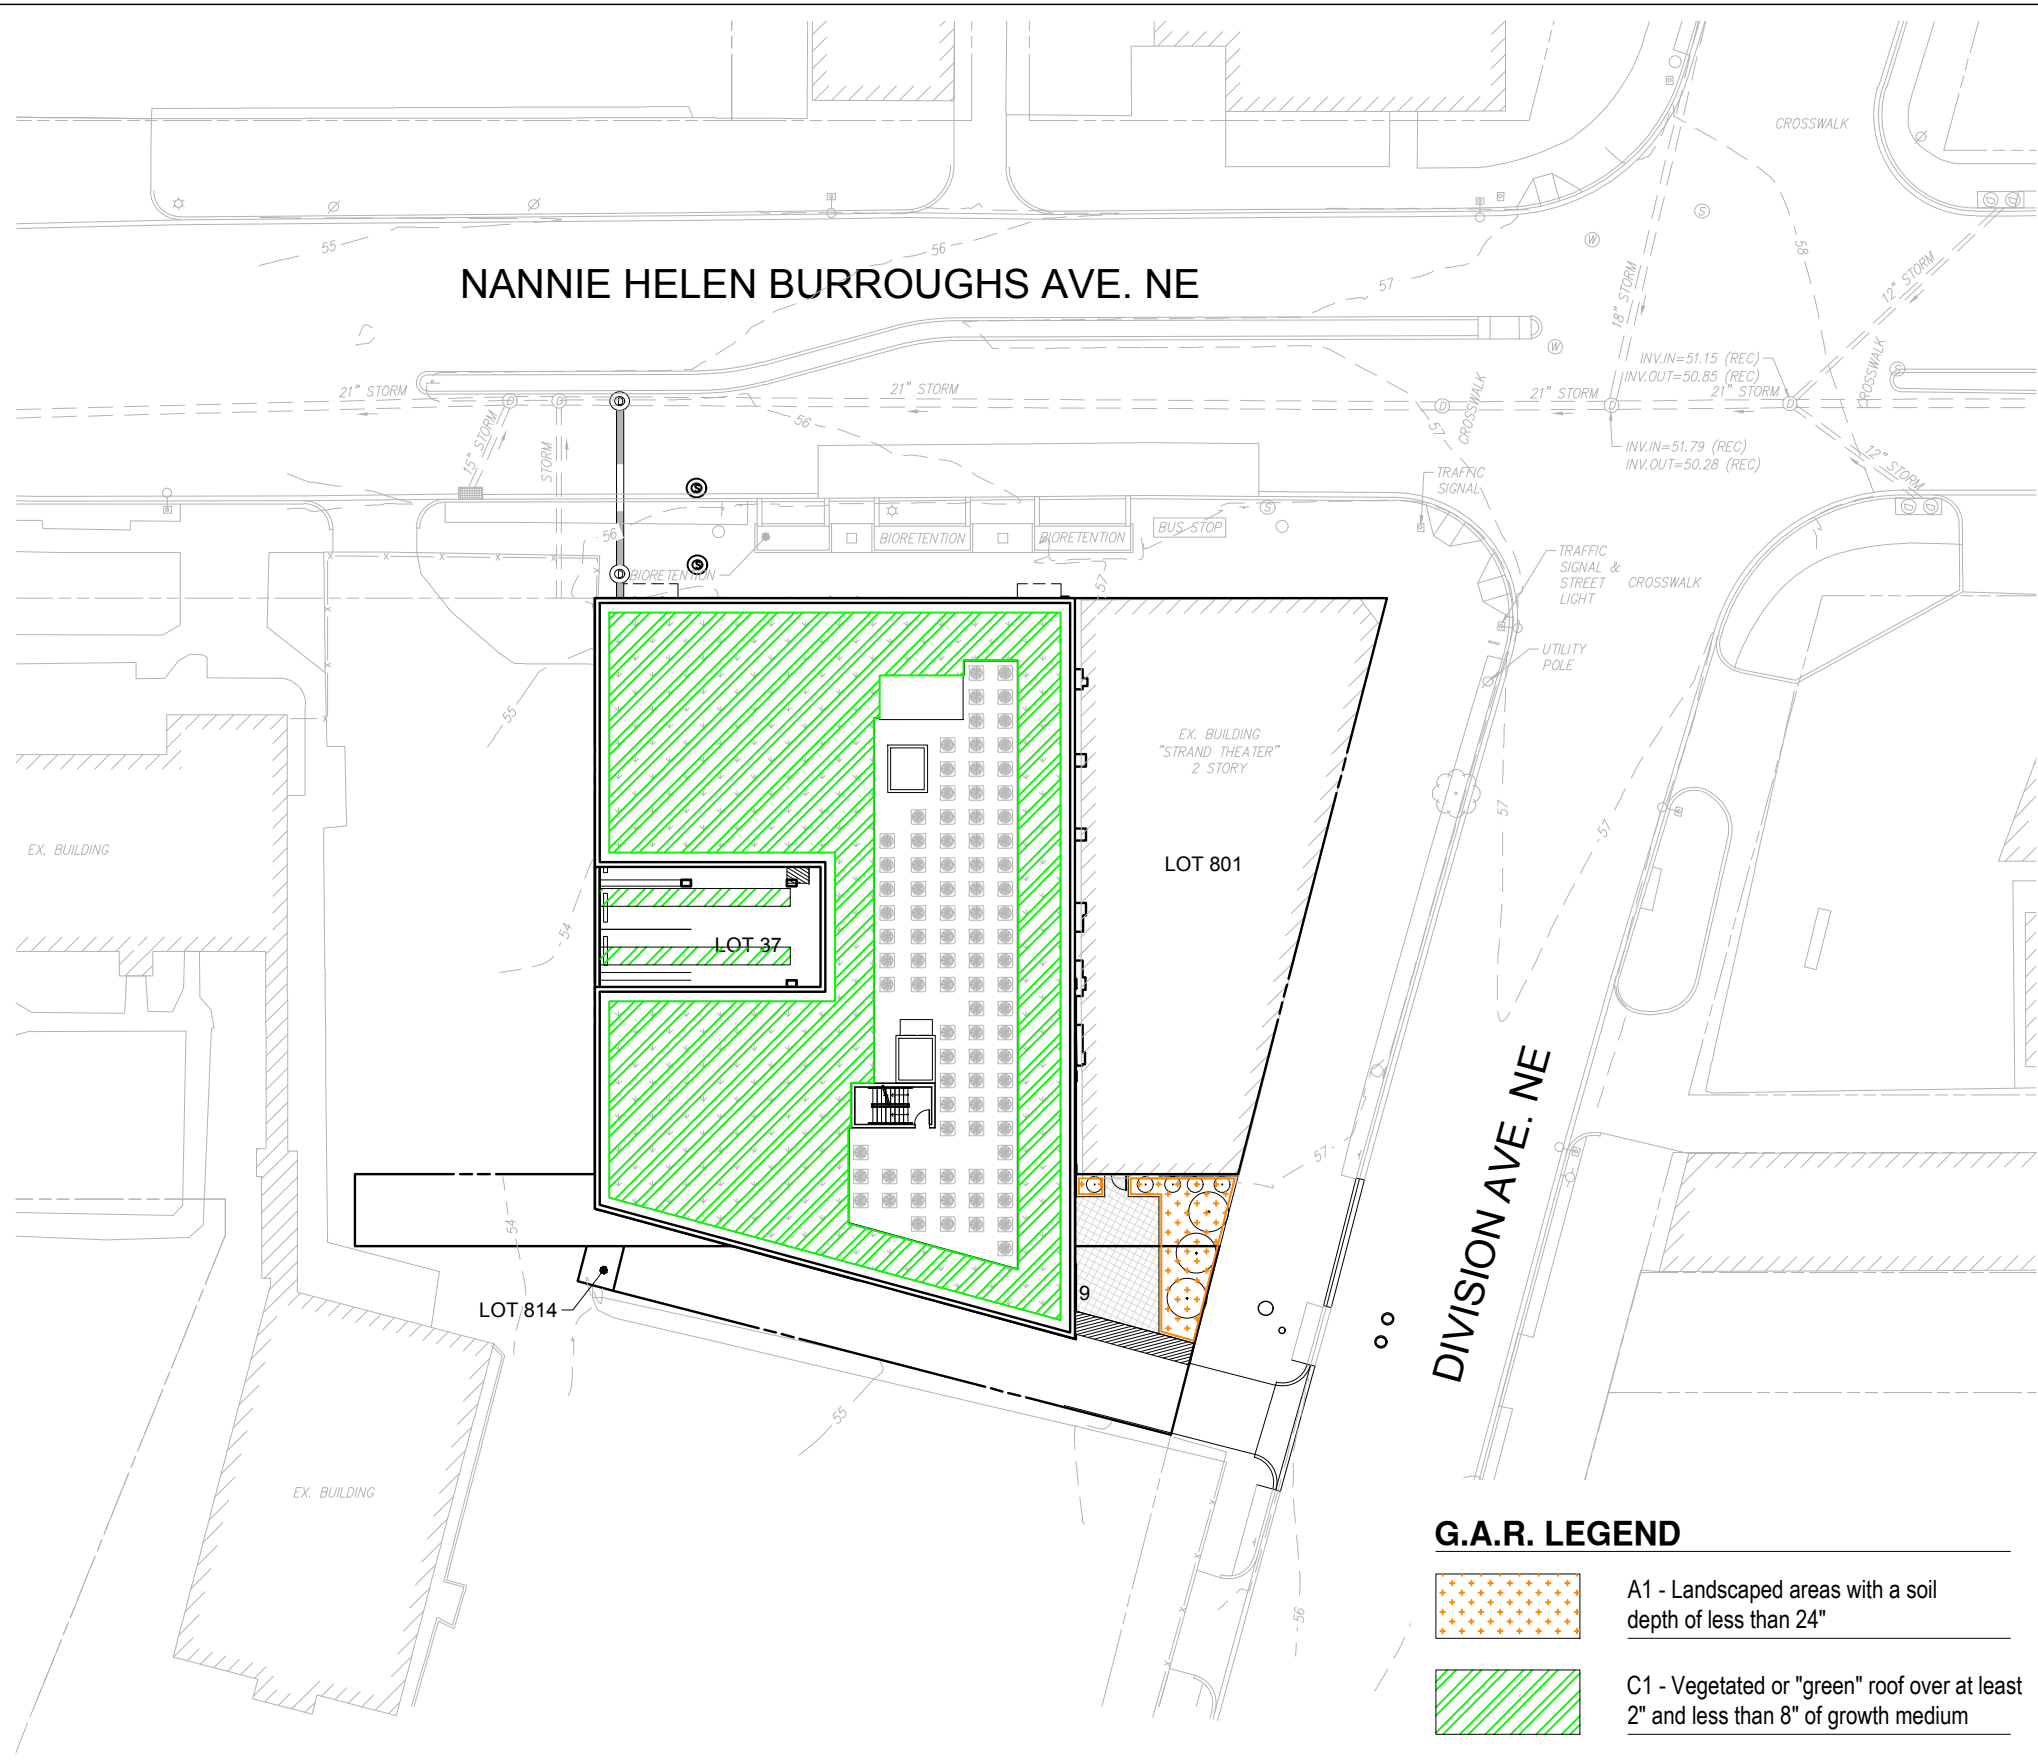 CROSSWALK
55
56
58
NANNIE HELEN BURROUGHS AVE. NE
57
18" STORM
12" STORM
INV.IN=51.15 (REC)
INV.OUT=50.85 (REC)
CROSSWALK
21" STORM
21" STORM
21" STORM
21" STORM
CROSSWALK
56
57
15" STORM
STORM
INV.IN=51.79 (REC)
INV.OUT=50.28 (REC)
12" STORM
TRAFFIC
SIGNAL
BUS STOP
56
BIORETENTION
BIORETENTION
BIORETENTION
57
TRAFFIC
SIGNAL &
STREET
LIGHT
CROSSWALK
UTILITY
POLE
55
EX. BUILDING
"STRAND THEATER"
2 STORY
57
57
EX. BUILDING
LOT 801
54
LOT 37
57
DIVISION AVE. NE
54
LOT 814
9
55
EX. BUILDING
56
G.A.R. LEGEND
A1 - Landscaped areas with a soil
depth of less than 24"
C1 - Vegetated or "green" roof over at least
2" and less than 8" of growth medium